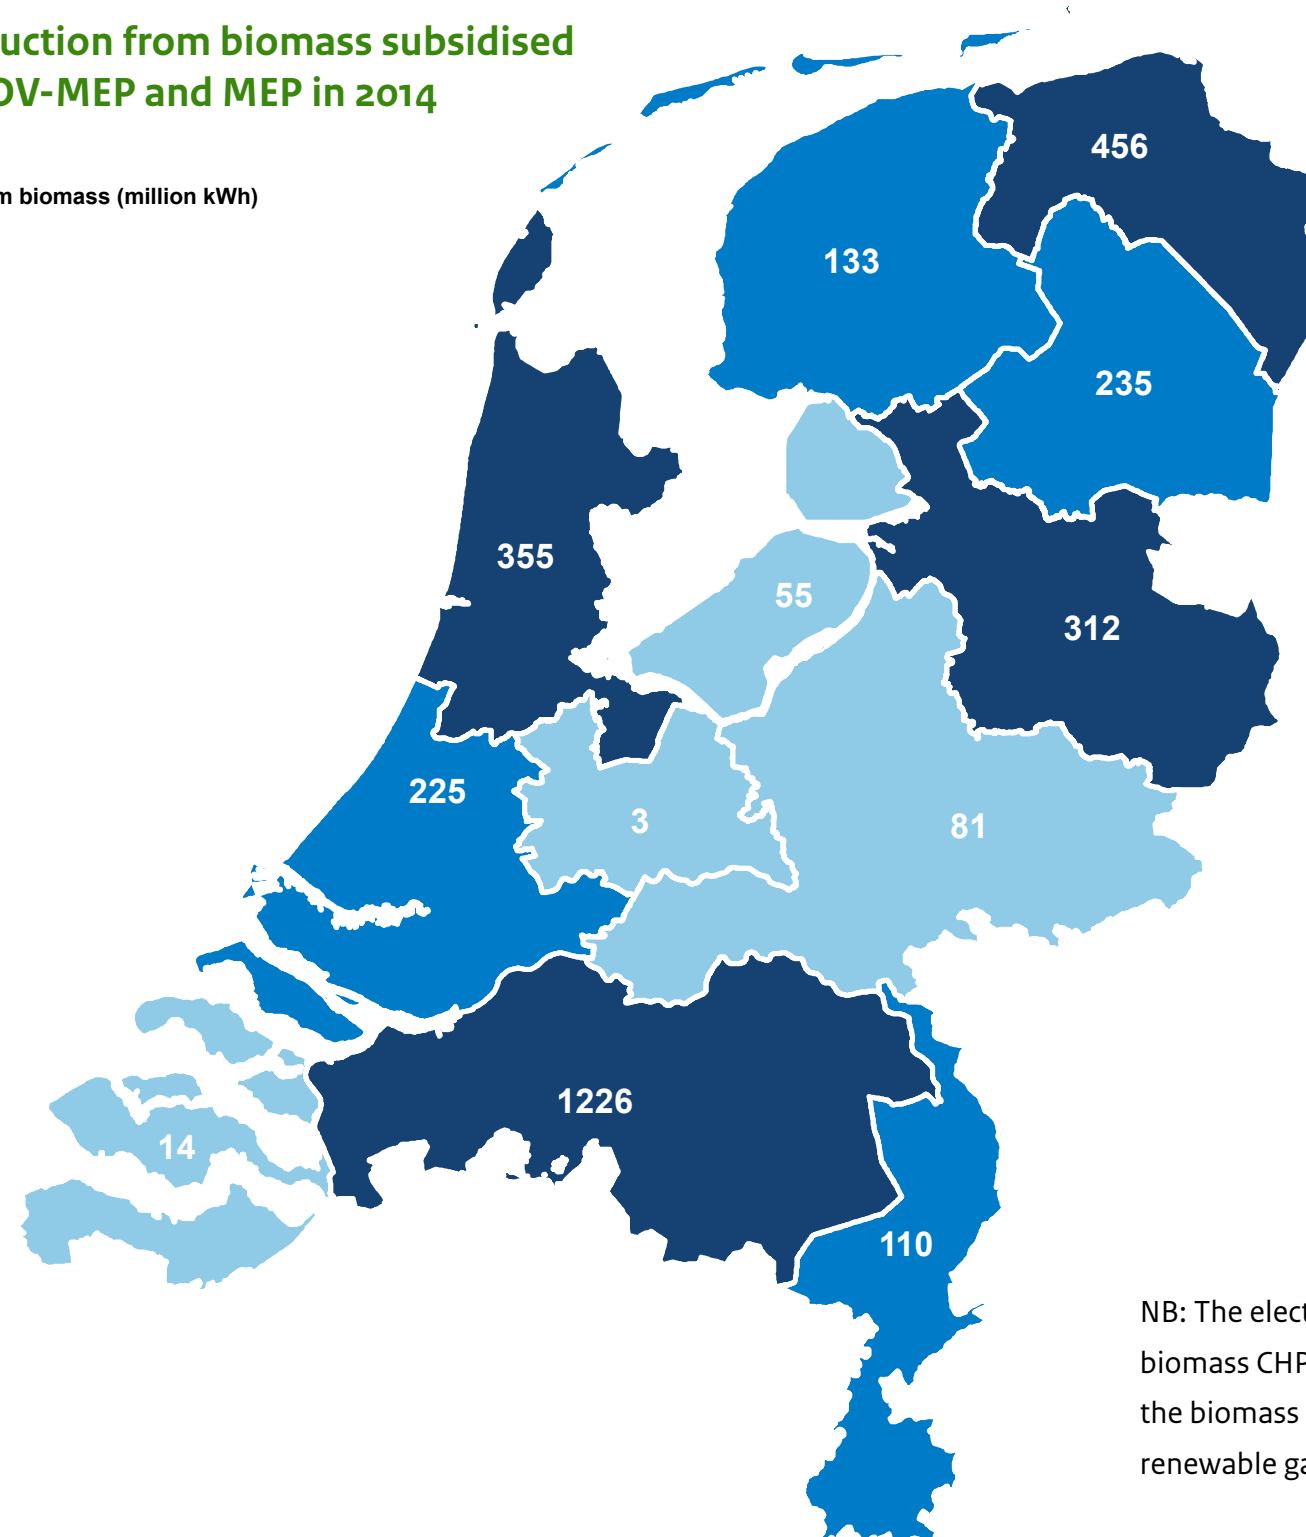 uction from biomass subsidised
OV-MEP and MEP in 2014
m biomass (million kWh)
456
133
235
355
55
312
225
3
81
1226
14
110
NB: The elect
biomass CHP
the biomass
renewable ga